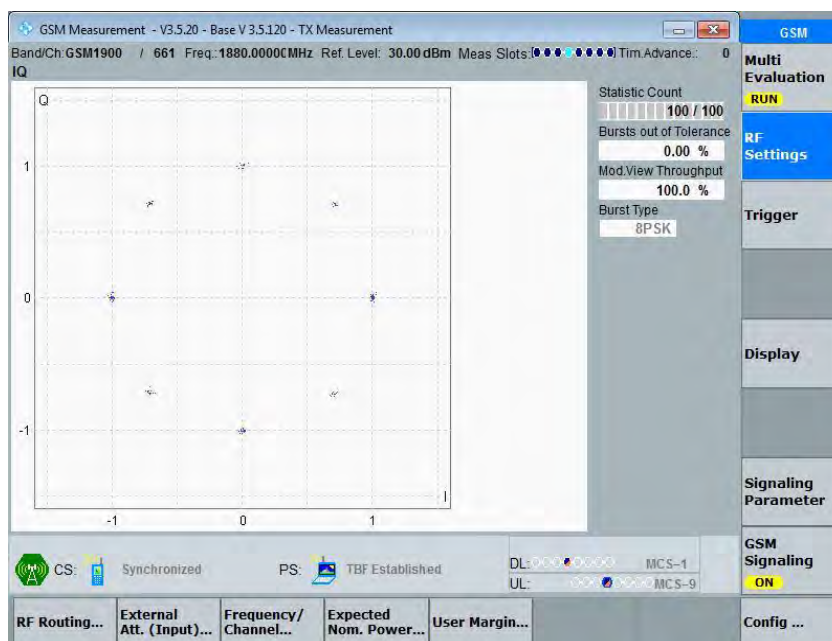 GSM Measurement - V3.5.20 - Base V 3.5.120 - TX Measurement
GSM
Band/Ch:GSM1900 / 661 Freq.:1880.00000MHz Ref. Level: 30.00 dBm Meas Slots: Tim.Advance.: 0
IQ
Multi
Evaluation
RUN
Q
Statistic Count
100 / 100
Bursts out of Tolerance
0.00 %
Mod.View Throughput
100.0 %
Burst Type
8PSK
RF
Settings
Trigger
Display
Signaling
Parameter
GSM
Signaling
ON
1
0
-1
I
-1 0 1
CS: Synchronized PS: TBF Established DL: MCS-1
UL: MCS-9
RF Routing...
External
Att. (Input)...
Frequency/
Channel...
Expected
Nom. Power...
User Margin...
Config ...